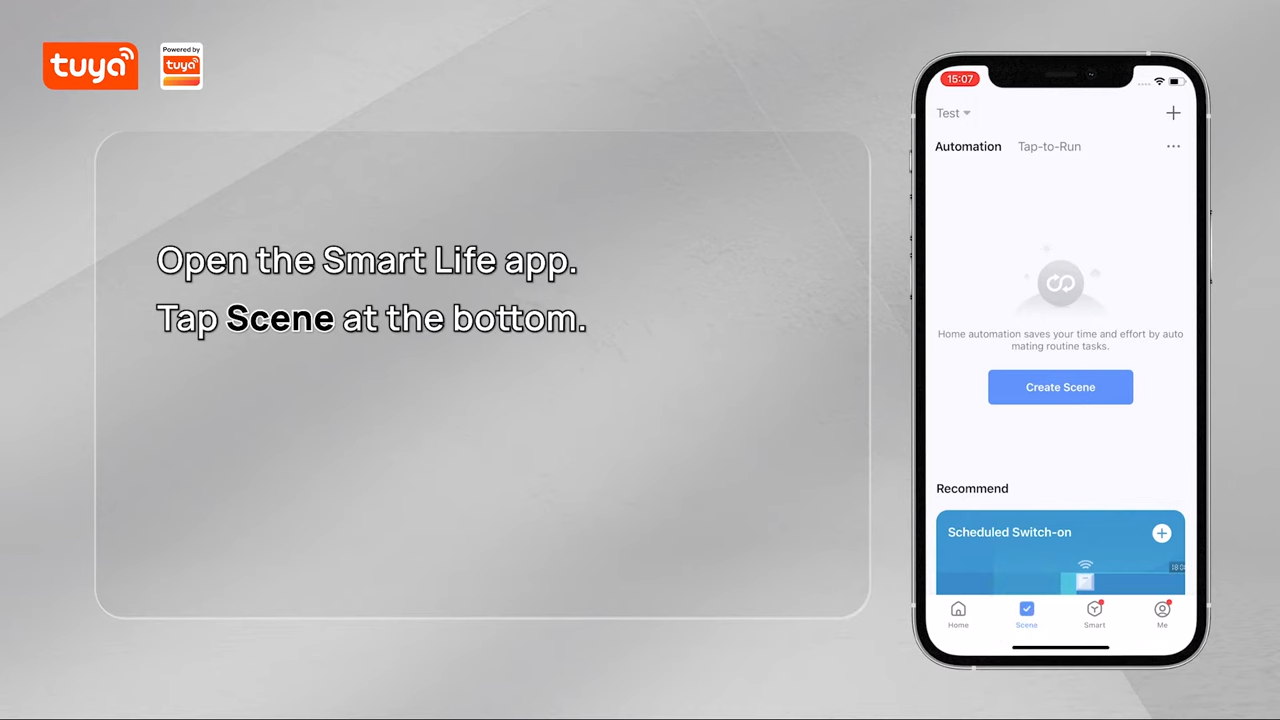 tuya
Powered by
tuya
Open the Smart Life app.
Tap Scene at the bottom.
15:07
Test
Automation Tap-to-Run
Home automation saves your time and effort by auto
mating routine tasks.
Create Scene
Recommend
Scheduled Switch-on
Home Scene Smart Me